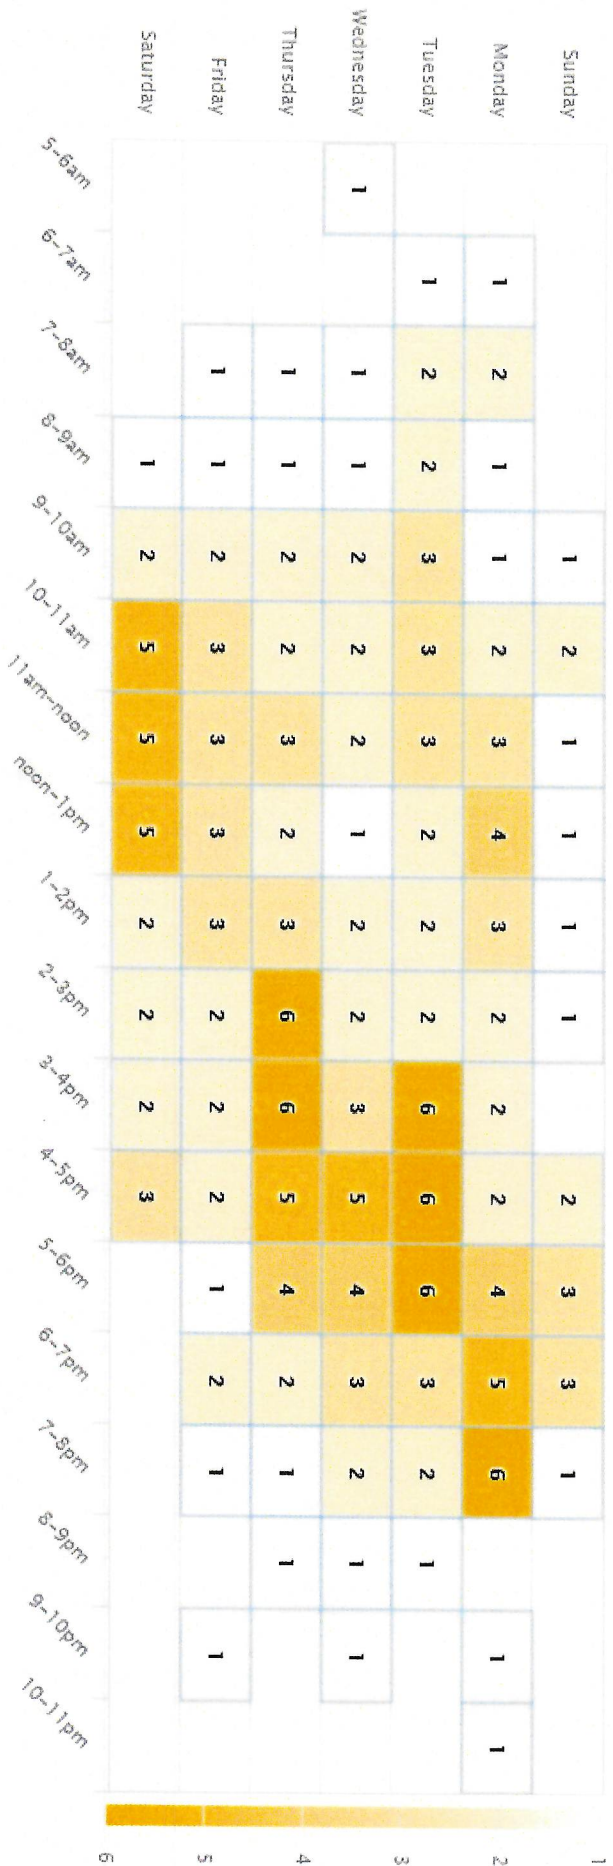 Sunday 1 2 1 1 1 1 2 3 3 1
Monday 1 2 1 1 2 3 4 3 2 2 2 4 5 6 1 1
Tuesday 1 2 2 3 3 3 2 2 2 6 6 6 3 2 1
Wednesday 1 1 1 2 2 2 1 2 2 3 5 4 3 2 1 1
Thursday 1 1 2 2 3 2 3 6 6 5 4 2 1 1
Friday 1 1 2 3 3 3 3 2 2 2 1 2 1 1
Saturday 1 2 5 5 5 2 2 2 3
5-6am 6-7am 7-8am 8-9am 9-10am 10-11am 11am-noon noon-1pm 1-2pm 2-3pm 3-4pm 4-5pm 5-6pm 6-7pm 7-8pm 8-9pm 9-10pm 10-11pm
1
2
3
4
5
6